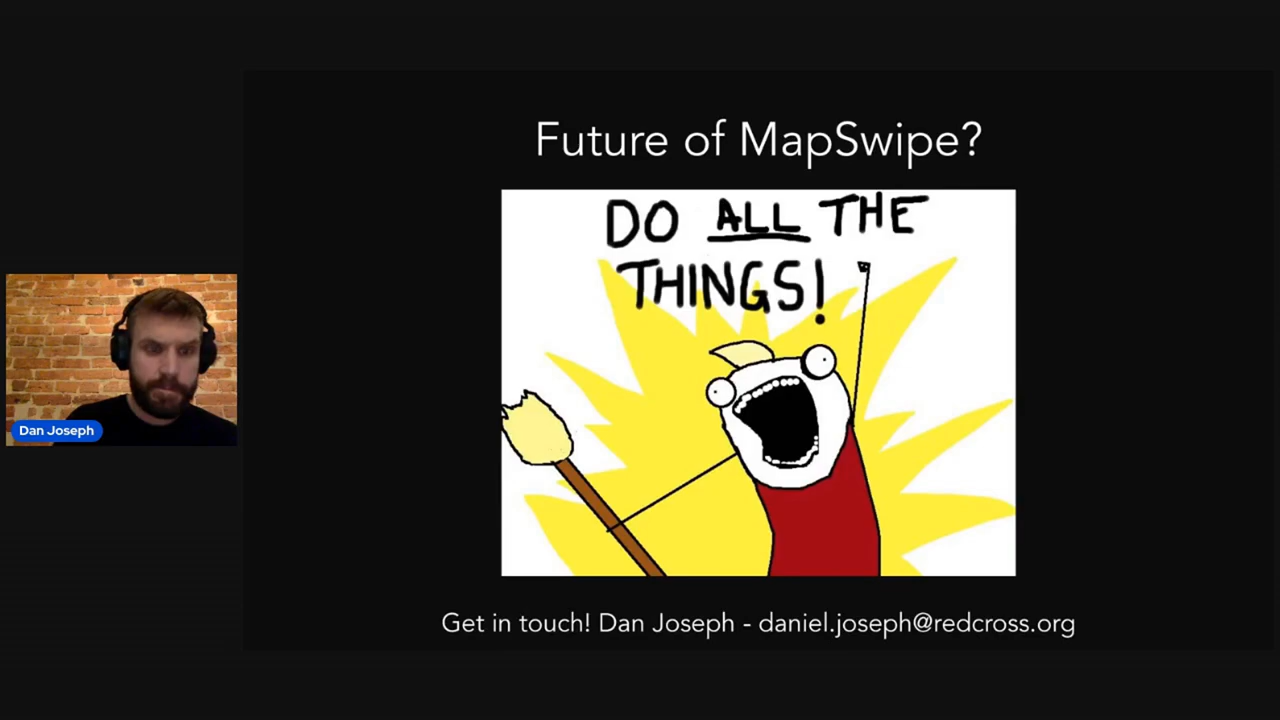 Future of MapSwipe?
DO ALL THE
THINGS!
Dan Joseph
Get in touch! Dan Joseph - daniel.joseph@redcross.org